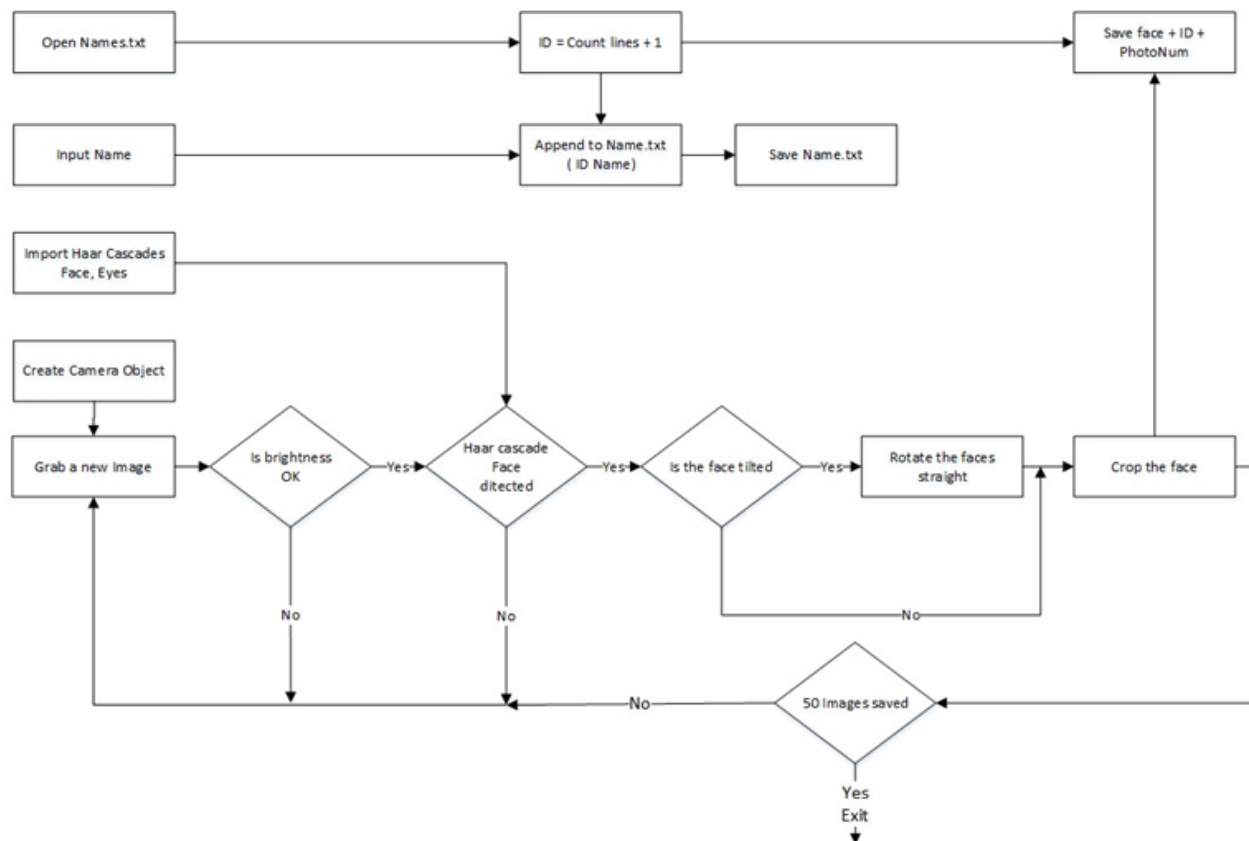 Open Names.txt
ID = Count lines + 1
Save face + ID +
PhotoNum
Input Name
Append to Name.txt
( ID Name)
Save Name.txt
Import Haar Cascades
Face, Eyes
Create Camera Object
Grab a new Image
Is brightness
OK
Yes
Haar cascade
Face
ditected
Yes
Is the face tilted
Yes
Rotate the faces
straight
Crop the face
No
No
No
No
50 Images saved
Yes
Exit